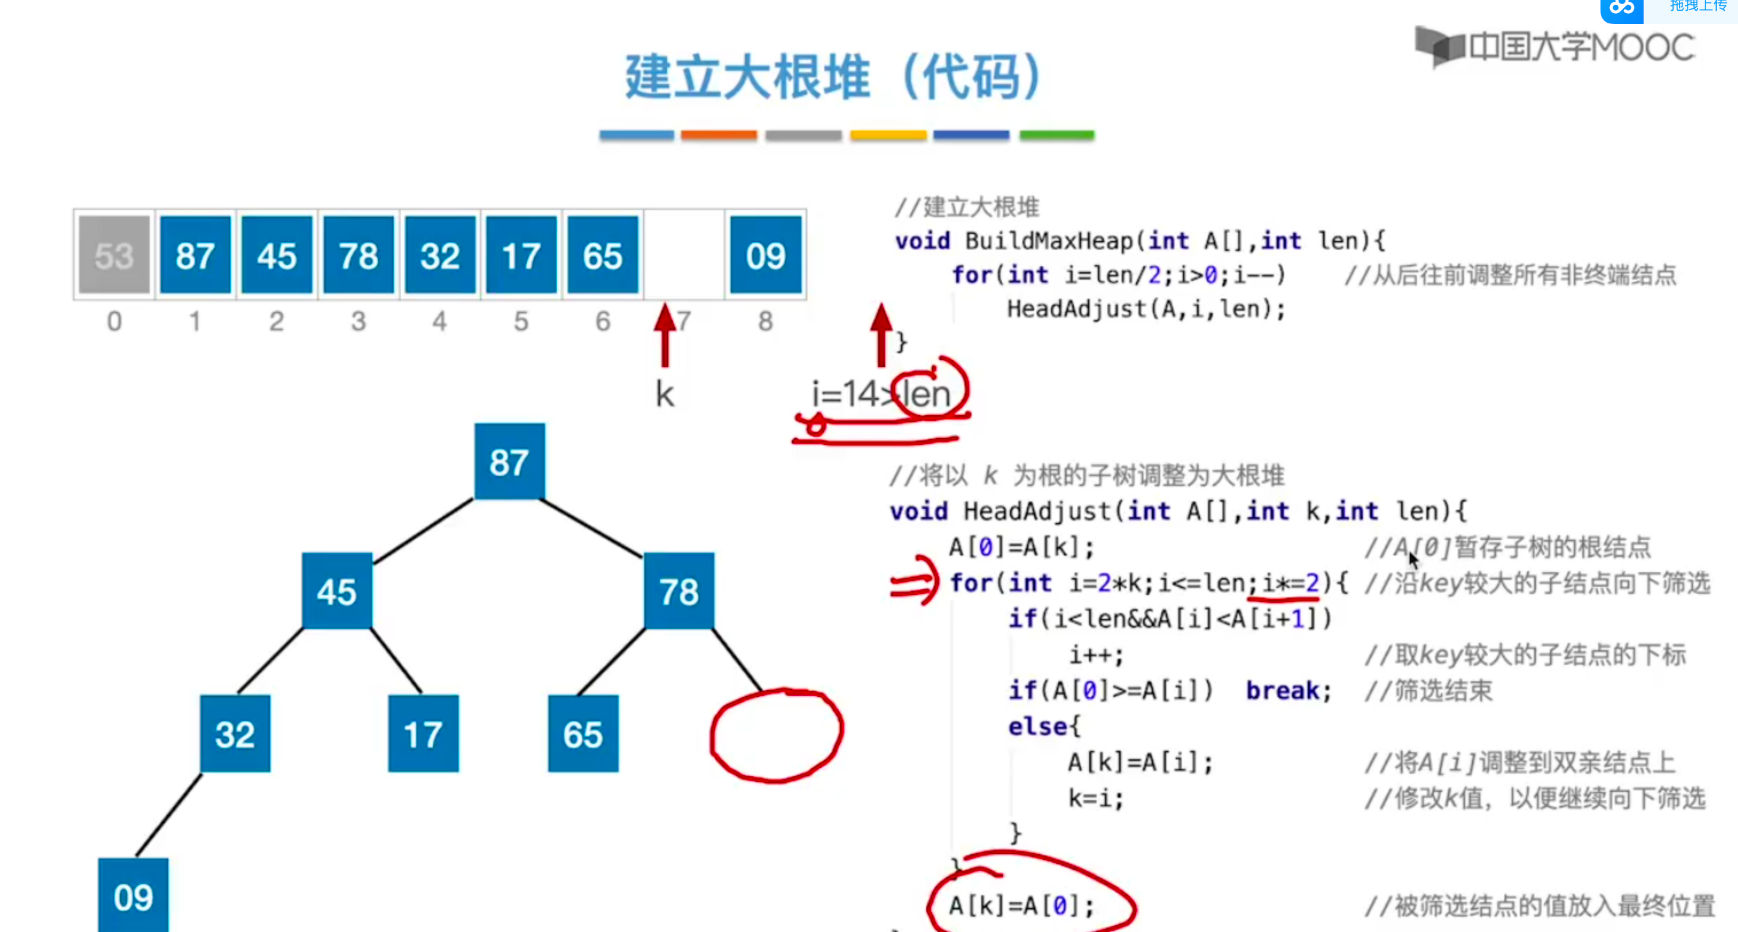 拖拽上传
中国大学MOOC
建立大根堆（代码）
53 87 45 78 32 17 65 09
0 1 2 3 4 5 6 7 8
k
i=14>len
87
45 78
32 17 65
09
//建立大根堆
void BuildMaxHeap(int A[],int len){
for(int i=len/2;i>0;i--) //从后往前调整所有非终端结点
HeadAdjust(A,i,len);
}
//将以 k 为根的子树调整为大根堆
void HeadAdjust(int A[],int k,int len){
A[0]=A[k]; //A[0]暂存子树的根结点
for(int i=2*k;i<=len;i*=2){ //沿key较大的子结点向下筛选
if(i<len&&A[i]<A[i+1])
i++; //取key较大的子结点的下标
if(A[0]>=A[i]) break; //筛选结束
else{
A[k]=A[i]; //将A[i]调整到双亲结点上
k=i; //修改k值，以便继续向下筛选
}
}
A[k]=A[0]; //被筛选结点的值放入最终位置